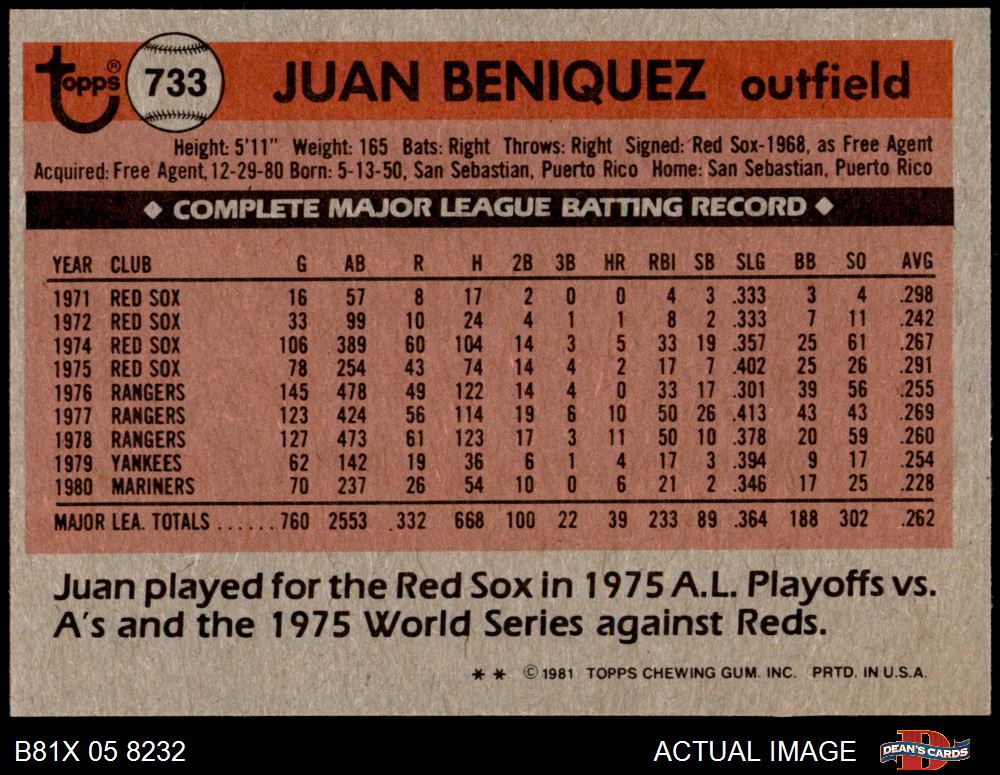 Topps® 733 JUAN BENIQUEZ outfield
Height: 5'11" Weight: 165 Bats: Right Throws: Right Signed: Red Sox-1968, as Free Agent
Acquired: Free Agent, 12-29-80 Born: 5-13-50, San Sebastian, Puerto Rico Home: San Sebastian, Puerto Rico
◆ COMPLETE MAJOR LEAGUE BATTING RECORD ◆
YEAR CLUB G AB R H 2B 3B HR RBI SB SLG BB SO AVG
1971 RED SOX 16 57 8 17 2 0 0 4 3 .333 3 4 .298
1972 RED SOX 33 99 10 24 4 1 1 8 2 .333 7 11 .242
1974 RED SOX 106 389 60 104 14 3 5 33 19 .357 25 61 .267
1975 RED SOX 78 254 43 74 14 4 2 17 7 .402 25 26 .291
1976 RANGERS 145 478 49 122 14 4 0 33 17 .301 39 56 .255
1977 RANGERS 123 424 56 114 19 6 10 50 26 .413 43 43 .269
1978 RANGERS 127 473 61 123 17 3 11 50 10 .378 20 59 .260
1979 YANKEES 62 142 19 36 6 1 4 17 3 .394 9 17 .254
1980 MARINERS 70 237 26 54 10 0 6 21 2 .346 17 25 .228
MAJOR LEA. TOTALS ......760 2553 .332 668 100 22 39 233 89 .364 188 302 .262
Juan played for the Red Sox in 1975 A.L. Playoffs vs.
A's and the 1975 World Series against Reds.
* * © 1981 TOPPS CHEWING GUM. INC. PRTD. IN U.S.A.
B81X 05 8232 ACTUAL IMAGE DEAN'S CARDS